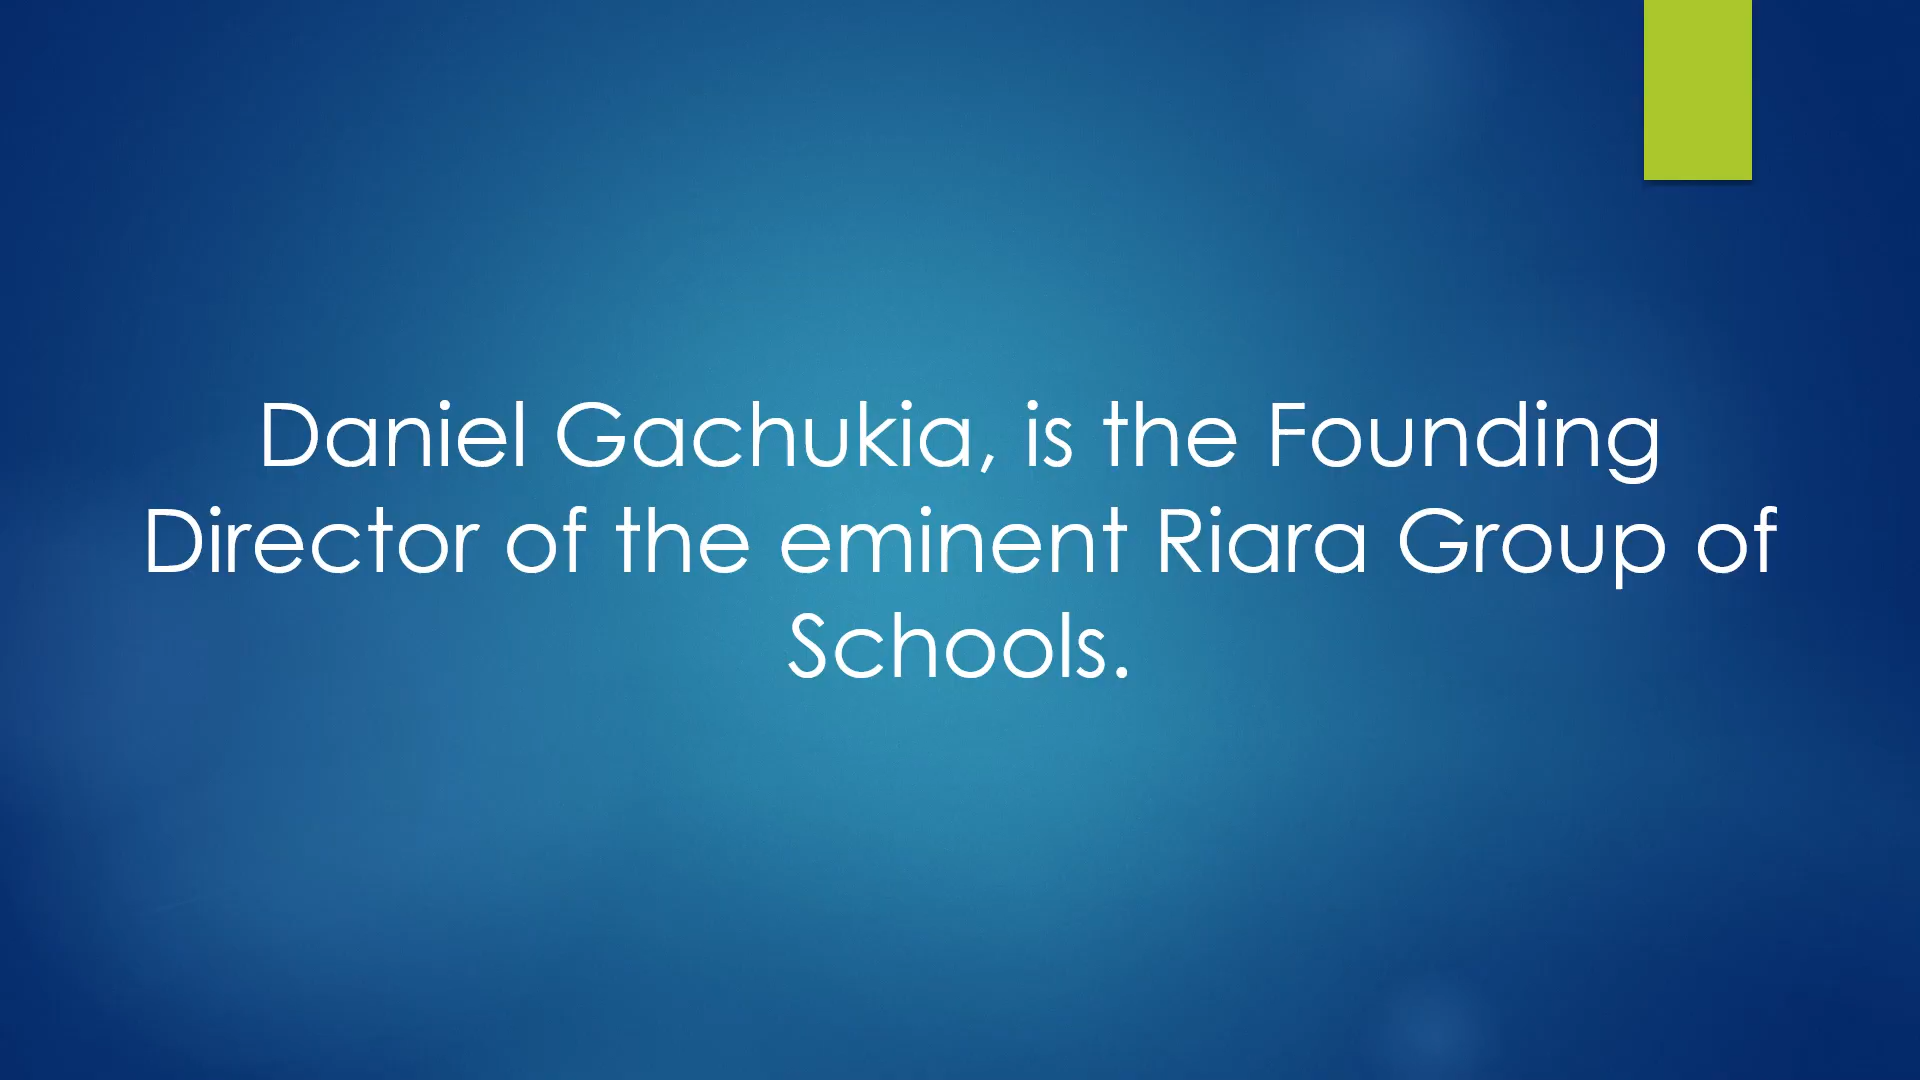 Daniel Gachukia, is the Founding
Director of the eminent Riara Group of
Schools.